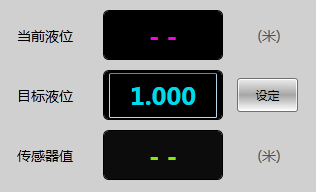 当前液位 - - (米)
目标液位 1.000 设定
传感器值 - - (米)